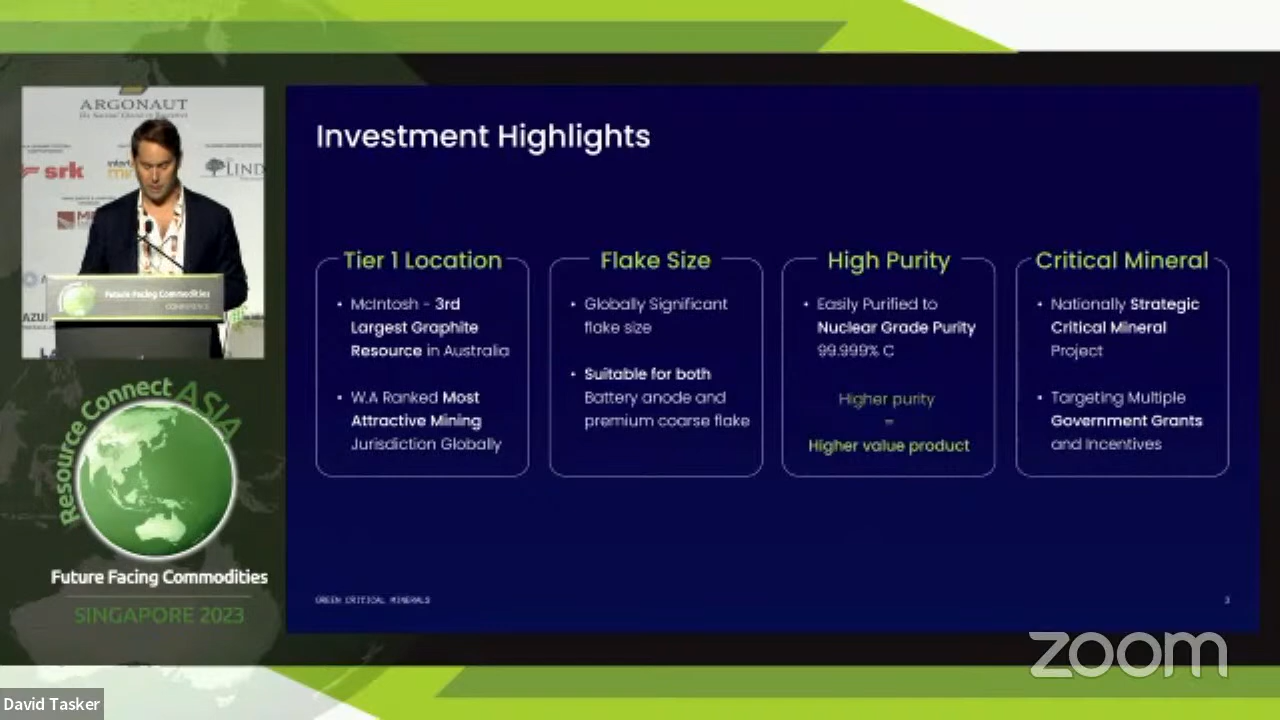 ARGONAUT
srk
LIND
Future Facing Commodities
CONFERENCE
Resource Connect ASIA
Future Facing Commodities
SINGAPORE 2023
Investment Highlights
Tier 1 Location
• McIntosh - 3rd
Largest Graphite
Resource in Australia
• W.A Ranked Most
Attractive Mining
Jurisdiction Globally
Flake Size
• Globally Significant
flake size
• Suitable for both
Battery anode and
premium coarse flake
High Purity
• Easily Purified to
Nuclear Grade Purity
99.999% C
Higher purity
=
Higher value product
Critical Mineral
• Nationally Strategic
Critical Mineral
Project
• Targeting Multiple
Government Grants
and Incentives
GREEN CRITICAL MINERALS
3
zoom
David Tasker